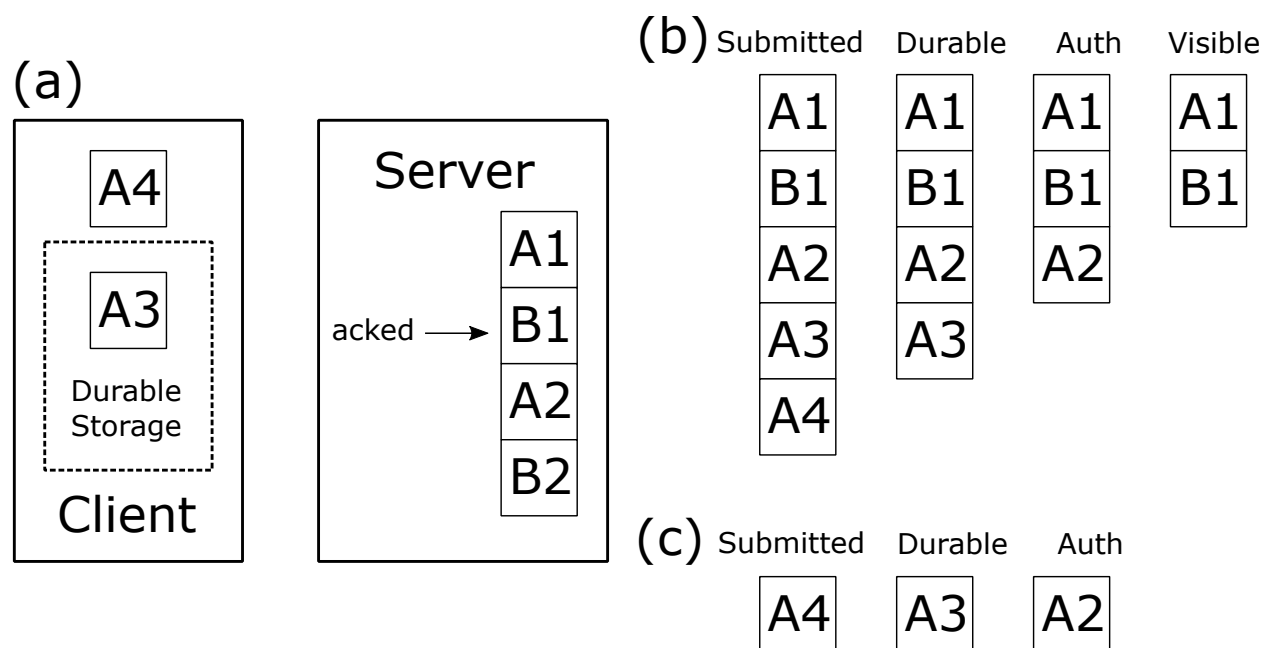 (a)
A4
A3
Durable
Storage
Client
Server
A1
acked
B1
A2
B2
(b) Submitted Durable Auth Visible
A1 A1 A1 A1
B1 B1 B1 B1
A2 A2 A2
A3 A3
A4
(c) Submitted Durable Auth
A4 A3 A2